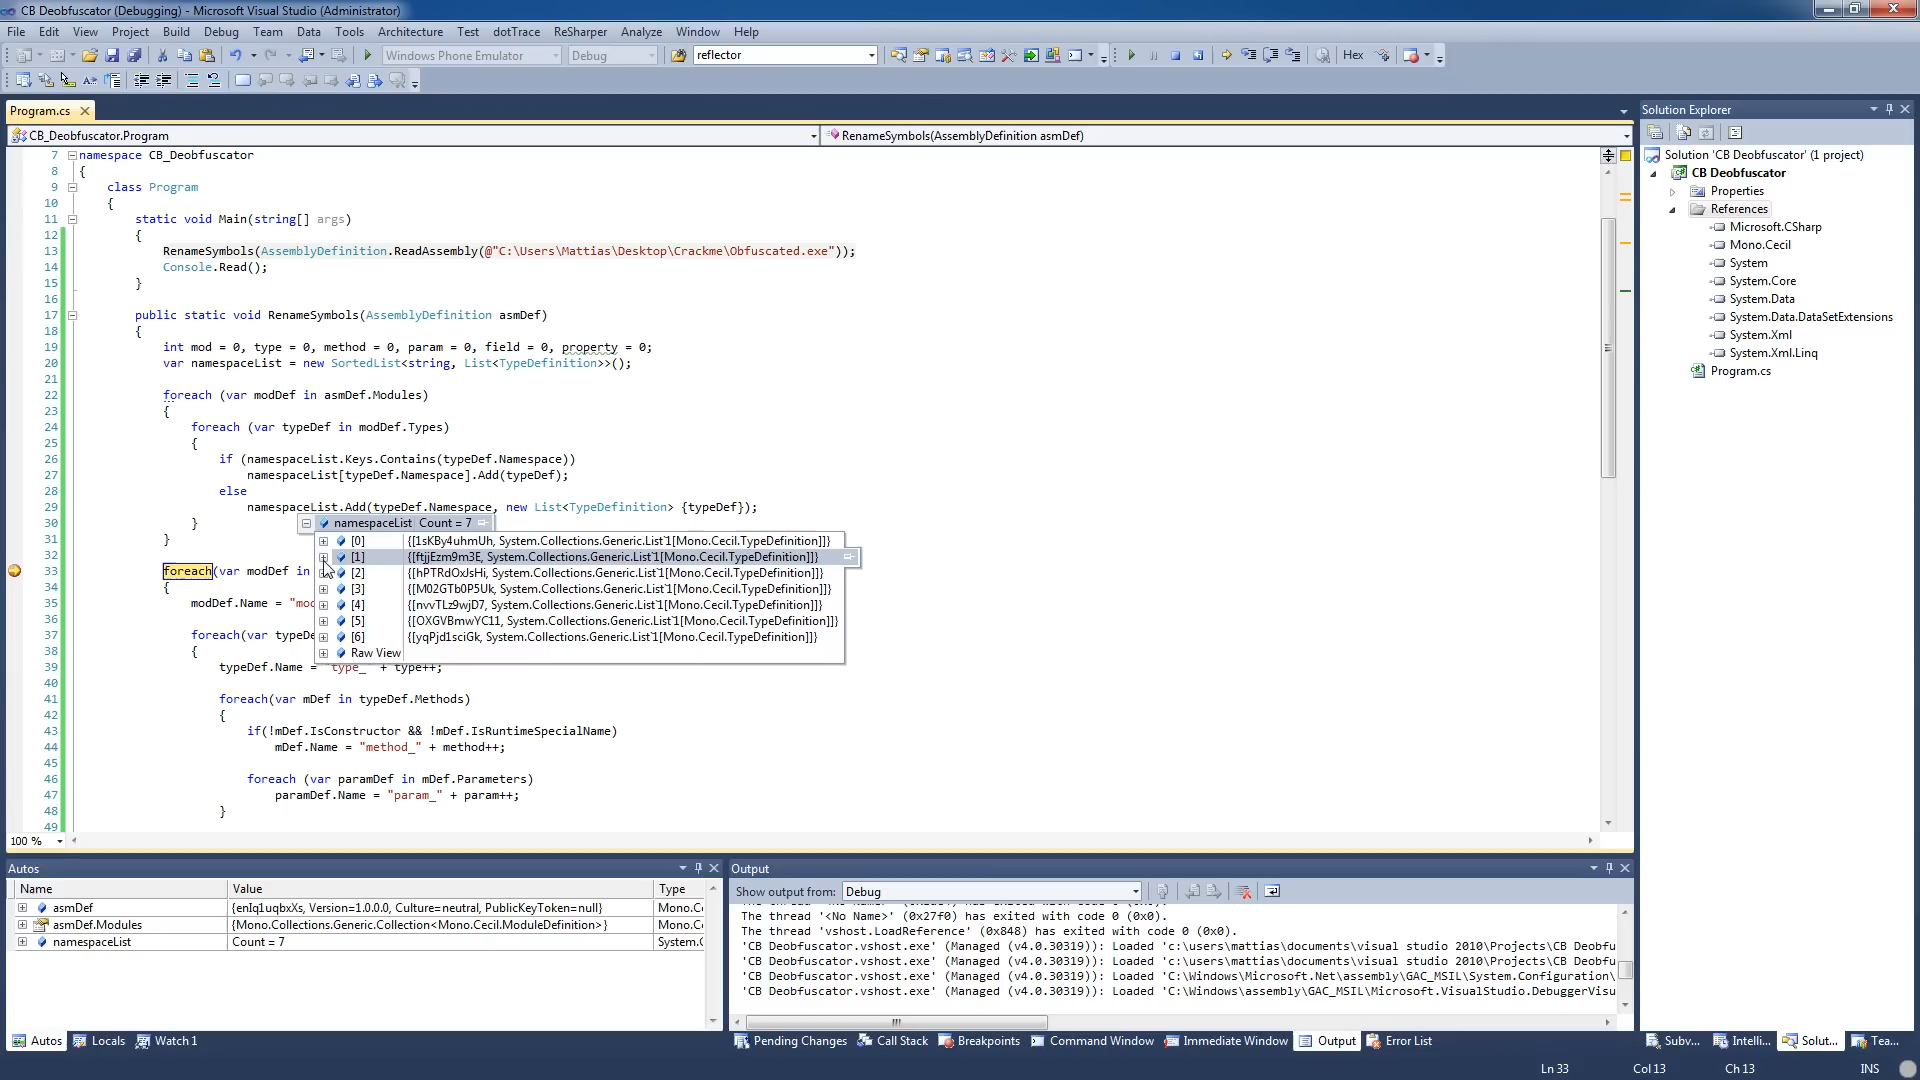 CB Deobfuscator (Debugging) - Microsoft Visual Studio (Administrator)
File Edit View Project Build Debug Team Data Tools Architecture Test dotTrace ReSharper Analyze Window Help
Windows Phone Emulator Debug reflector Hex
Program.cs
CB_Deobfuscator.Program RenameSymbols(AssemblyDefinition asmDef)
7 namespace CB_Deobfuscator
8 {
9 class Program
10 {
11 static void Main(string[] args)
12 {
13 RenameSymbols(AssemblyDefinition.ReadAssembly(@"C:\Users\Mattias\Desktop\Crackme\Obfuscated.exe"));
14 Console.Read();
15 }
16
17 public static void RenameSymbols(AssemblyDefinition asmDef)
18 {
19 int mod = 0, type = 0, method = 0, param = 0, field = 0, property = 0;
20 var namespaceList = new SortedList<string, List<TypeDefinition>>();
21
22 foreach (var modDef in asmDef.Modules)
23 {
24 foreach (var typeDef in modDef.Types)
25 {
26 if (namespaceList.Keys.Contains(typeDef.Namespace))
27 namespaceList[typeDef.Namespace].Add(typeDef);
28 else
29 namespaceList.Add(typeDef.Namespace, new List<TypeDefinition> {typeDef});
30 }
namespaceList Count = 7
31 }
[0] {[1sKBy4uhmUh, System.Collections.Generic.List`1[Mono.Cecil.TypeDefinition]]}
32
[1] {[ftjjEzm9m3E, System.Collections.Generic.List`1[Mono.Cecil.TypeDefinition]]}
33 foreach (var modDef in
[2] {[hPTRdOxJsHi, System.Collections.Generic.List`1[Mono.Cecil.TypeDefinition]]}
34 {
[3] {[M02GTb0P5Uk, System.Collections.Generic.List`1[Mono.Cecil.TypeDefinition]]}
35 modDef.Name = "mod
[4] {[nvvTLz9wjD7, System.Collections.Generic.List`1[Mono.Cecil.TypeDefinition]]}
36
[5] {[OXGVBmwYC11, System.Collections.Generic.List`1[Mono.Cecil.TypeDefinition]]}
37 foreach(var typeDe
[6] {[yqPjd1sciGk, System.Collections.Generic.List`1[Mono.Cecil.TypeDefinition]]}
38 {
Raw View
39 typeDef.Name = "type_" + type++;
40
41 foreach(var mDef in typeDef.Methods)
42 {
43 if(!mDef.IsConstructor && !mDef.IsRuntimeSpecialName)
44 mDef.Name = "method_" + method++;
45
46 foreach (var paramDef in mDef.Parameters)
47 paramDef.Name = "param_" + param++;
48 }
49
100 %
Solution Explorer
Solution 'CB Deobfuscator' (1 project)
CB Deobfuscator
Properties
References
Microsoft.CSharp
Mono.Cecil
System
System.Core
System.Data
System.Data.DataSetExtensions
System.Xml
System.Xml.Linq
Program.cs
Autos
Name Value Type
asmDef {enIq1uqbxXs, Version=1.0.0.0, Culture=neutral, PublicKeyToken=null} Mono.C
asmDef.Modules {Mono.Collections.Generic.Collection<Mono.Cecil.ModuleDefinition>} Mono.C
namespaceList Count = 7 System.C
Autos Locals Watch 1
Output
Show output from: Debug
The thread '<No Name>' (0x27f0) has exited with code 0 (0x0).
The thread 'vshost.LoadReference' (0x848) has exited with code 0 (0x0).
'CB Deobfuscator.vshost.exe' (Managed (v4.0.30319)): Loaded 'c:\users\mattias\documents\visual studio 2010\Projects\CB Deobfu
'CB Deobfuscator.vshost.exe' (Managed (v4.0.30319)): Loaded 'c:\users\mattias\documents\visual studio 2010\Projects\CB Deobfu
'CB Deobfuscator.vshost.exe' (Managed (v4.0.30319)): Loaded 'C:\Windows\Microsoft.Net\assembly\GAC_MSIL\System.Configuration\
'CB Deobfuscator.vshost.exe' (Managed (v4.0.30319)): Loaded 'C:\Windows\assembly\GAC_MSIL\Microsoft.VisualStudio.DebuggerVisu
Pending Changes Call Stack Breakpoints Command Window Immediate Window Output Error List
Subv... Intelli... Solut... Tea...
Ln 33 Col 13 Ch 13 INS